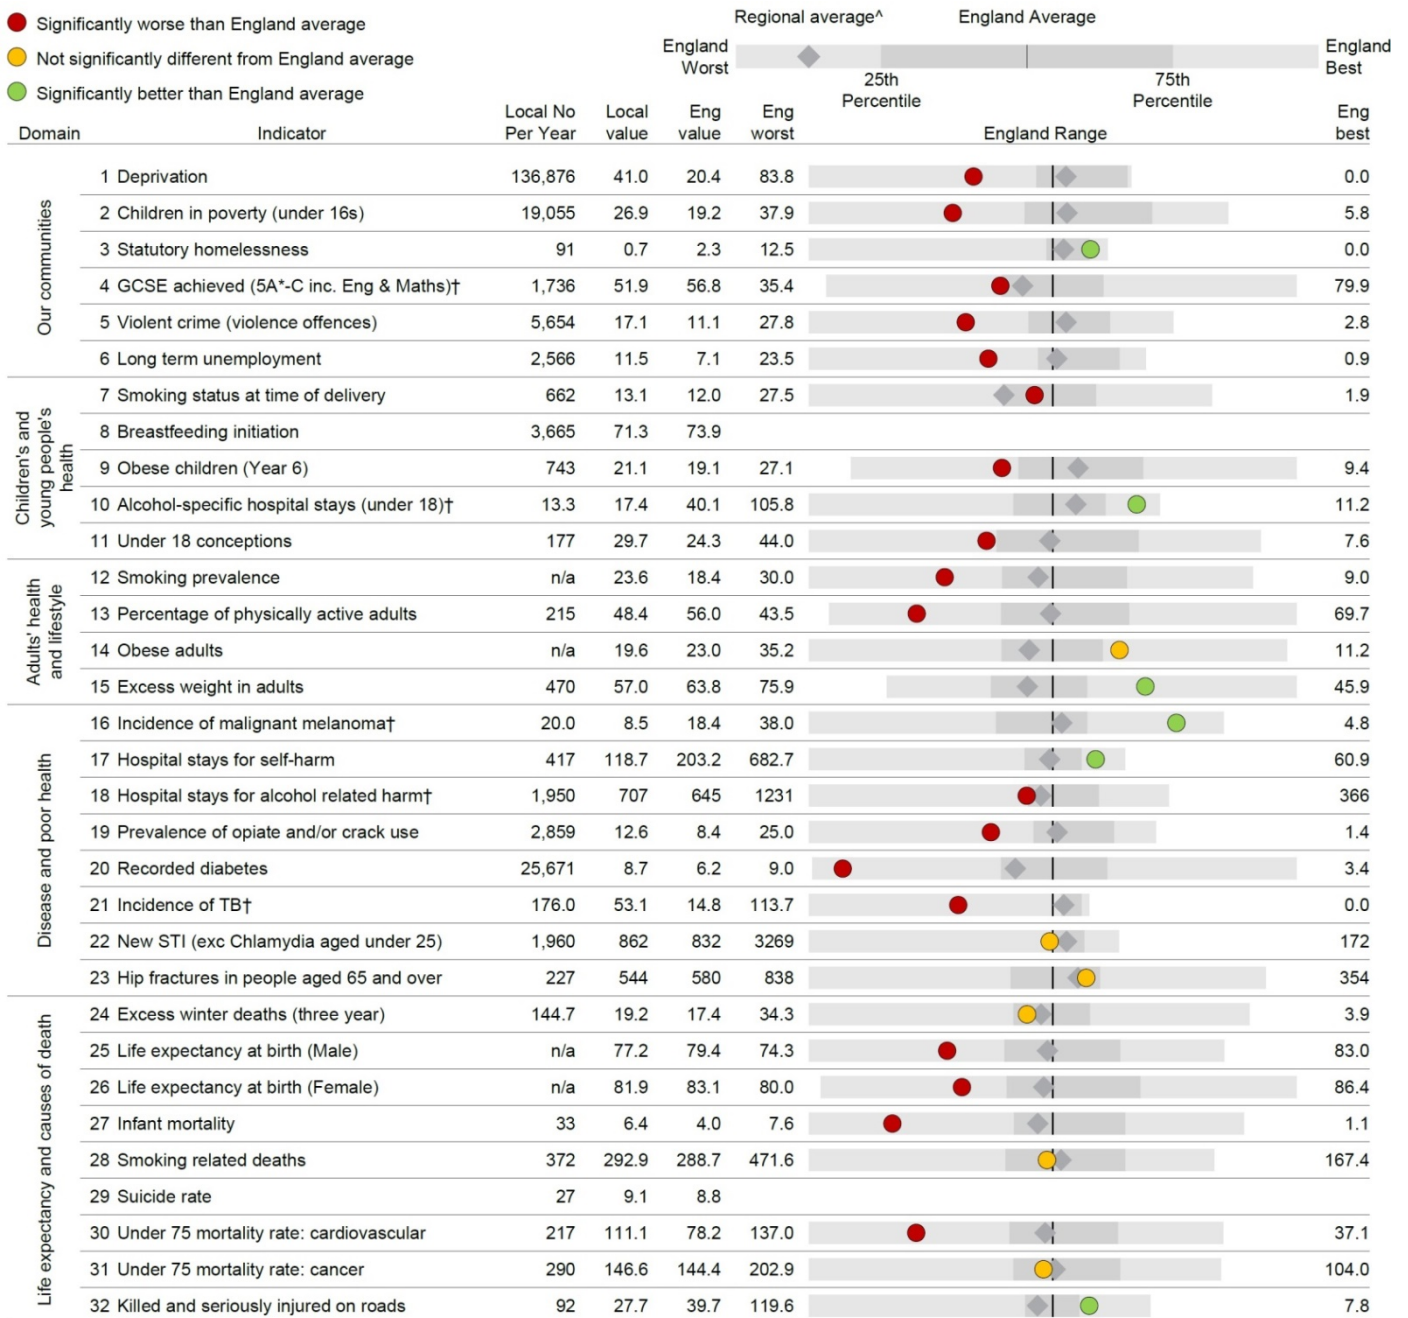 Significantly worse than England average
Not significantly different from England average
Significantly better than England average
Regional average^ England Average
England Worst
England Best
25th Percentile
75th Percentile
Domain Indicator Local No Per Year Local value Eng value Eng worst England Range Eng best
Our communities
1 Deprivation 136,876 41.0 20.4 83.8 0.0
2 Children in poverty (under 16s) 19,055 26.9 19.2 37.9 5.8
3 Statutory homelessness 91 0.7 2.3 12.5 0.0
4 GCSE achieved (5A*-C inc. Eng & Maths)† 1,736 51.9 56.8 35.4 79.9
5 Violent crime (violence offences) 5,654 17.1 11.1 27.8 2.8
6 Long term unemployment 2,566 11.5 7.1 23.5 0.9
Children's and young people's health
7 Smoking status at time of delivery 662 13.1 12.0 27.5 1.9
8 Breastfeeding initiation 3,665 71.3 73.9
9 Obese children (Year 6) 743 21.1 19.1 27.1 9.4
10 Alcohol-specific hospital stays (under 18)† 13.3 17.4 40.1 105.8 11.2
11 Under 18 conceptions 177 29.7 24.3 44.0 7.6
Adults' health and lifestyle
12 Smoking prevalence n/a 23.6 18.4 30.0 9.0
13 Percentage of physically active adults 215 48.4 56.0 43.5 69.7
14 Obese adults n/a 19.6 23.0 35.2 11.2
15 Excess weight in adults 470 57.0 63.8 75.9 45.9
Disease and poor health
16 Incidence of malignant melanoma† 20.0 8.5 18.4 38.0 4.8
17 Hospital stays for self-harm 417 118.7 203.2 682.7 60.9
18 Hospital stays for alcohol related harm† 1,950 707 645 1231 366
19 Prevalence of opiate and/or crack use 2,859 12.6 8.4 25.0 1.4
20 Recorded diabetes 25,671 8.7 6.2 9.0 3.4
21 Incidence of TB† 176.0 53.1 14.8 113.7 0.0
22 New STI (exc Chlamydia aged under 25) 1,960 862 832 3269 172
23 Hip fractures in people aged 65 and over 227 544 580 838 354
Life expectancy and causes of death
24 Excess winter deaths (three year) 144.7 19.2 17.4 34.3 3.9
25 Life expectancy at birth (Male) n/a 77.2 79.4 74.3 83.0
26 Life expectancy at birth (Female) n/a 81.9 83.1 80.0 86.4
27 Infant mortality 33 6.4 4.0 7.6 1.1
28 Smoking related deaths 372 292.9 288.7 471.6 167.4
29 Suicide rate 27 9.1 8.8
30 Under 75 mortality rate: cardiovascular 217 111.1 78.2 137.0 37.1
31 Under 75 mortality rate: cancer 290 146.6 144.4 202.9 104.0
32 Killed and seriously injured on roads 92 27.7 39.7 119.6 7.8